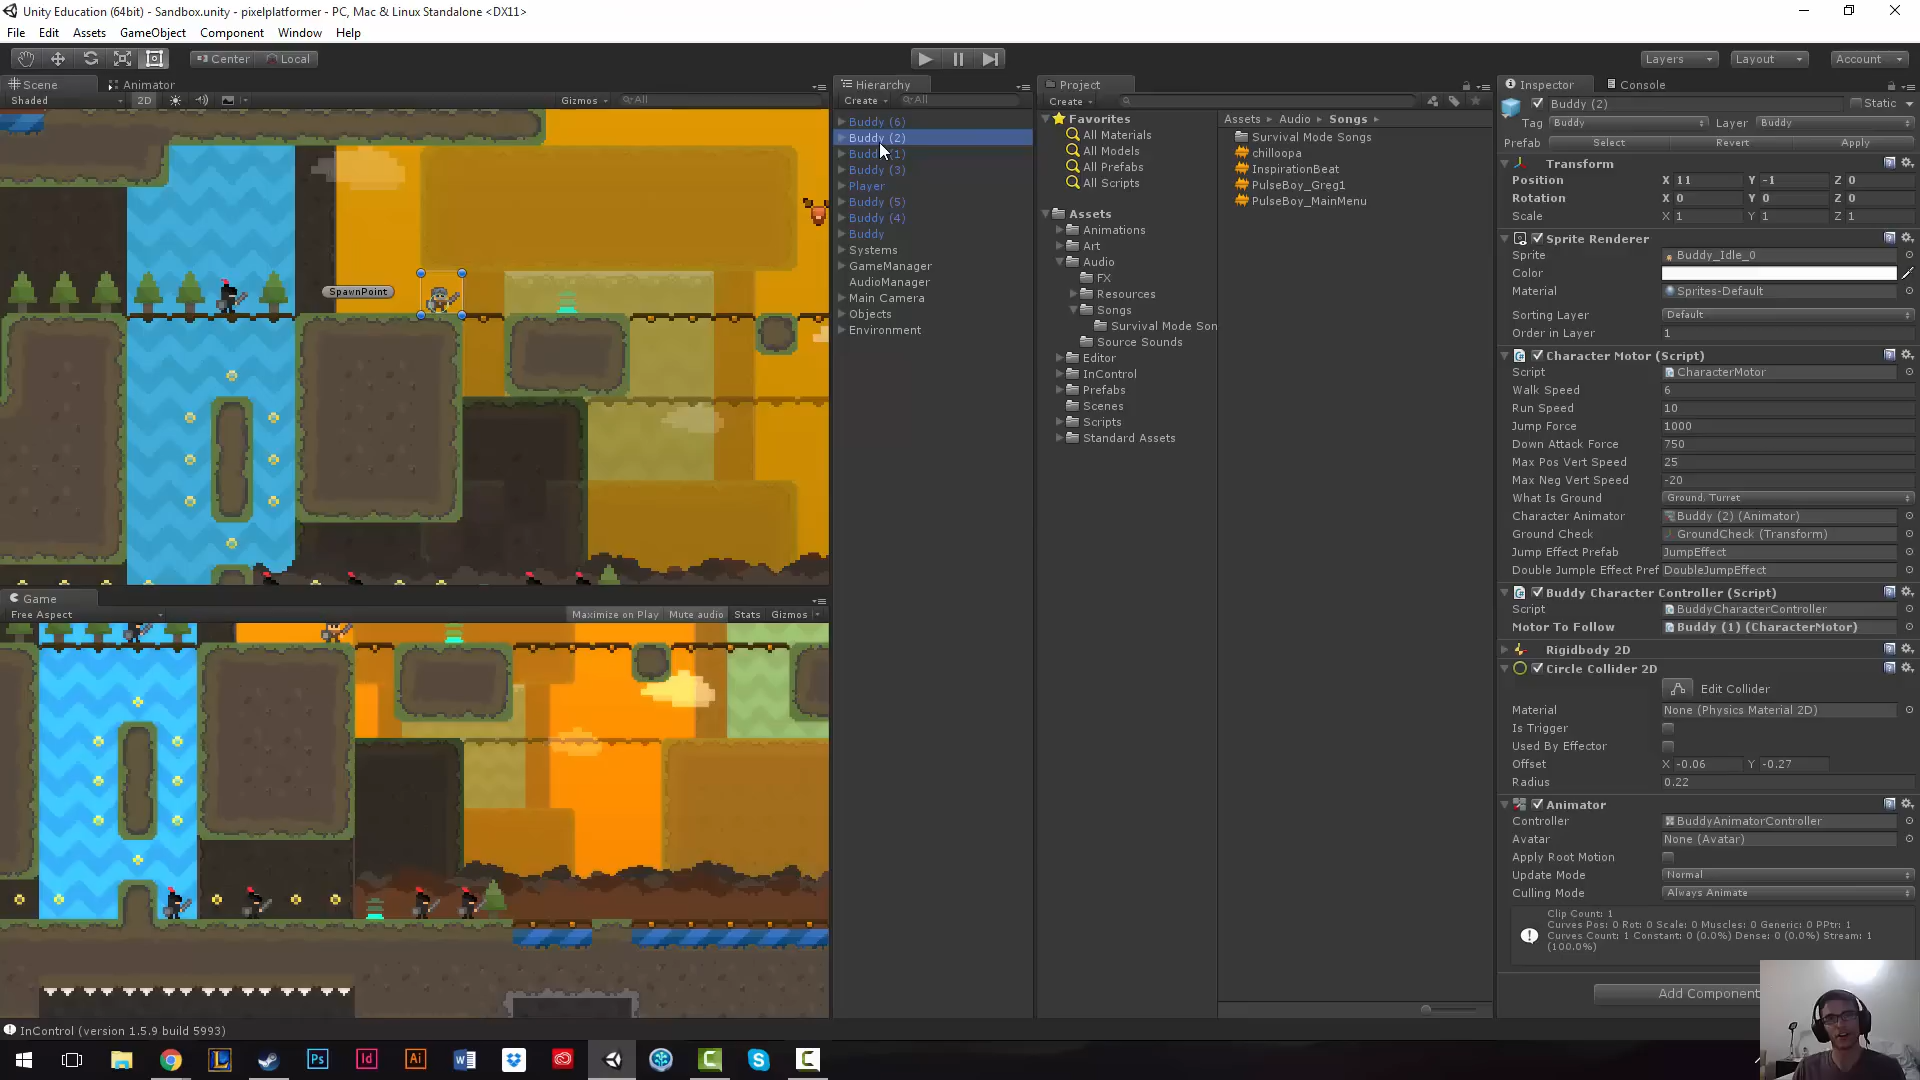 Unity Education (64bit) - Sandbox.unity - pixelplatformer - PC, Mac & Linux Standalone <DX11>
File Edit Assets GameObject Component Window Help
Center Local
Layers Layout Account
Scene Animator
Shaded 2D Gizmos All
SpawnPoint
Game
Free Aspect Maximize on Play Mute audio Stats Gizmos
Hierarchy
Create All
Buddy (6)
Buddy (2)
Buddy (1)
Buddy (3)
Player
Buddy (5)
Buddy (4)
Buddy
Systems
GameManager
AudioManager
Main Camera
Objects
Environment
Project
Create
Favorites
All Materials
All Models
All Prefabs
All Scripts
Assets
Animations
Art
Audio
FX
Resources
Songs
Survival Mode Son
Source Sounds
Editor
InControl
Prefabs
Scenes
Scripts
Standard Assets
Assets Audio Songs
Survival Mode Songs
chilloopa
InspirationBeat
PulseBoy_Greg1
PulseBoy_MainMenu
Inspector Console
Buddy (2) Static
Tag Buddy Layer Buddy
Prefab Select Revert Apply
Transform
Position X 11 Y -1 Z 0
Rotation X 0 Y 0 Z 0
Scale X 1 Y 1 Z 1
Sprite Renderer
Sprite Buddy_Idle_0
Color
Material Sprites-Default
Sorting Layer Default
Order in Layer 1
Character Motor (Script)
Script CharacterMotor
Walk Speed 6
Run Speed 10
Jump Force 1000
Down Attack Force 750
Max Pos Vert Speed 25
Max Neg Vert Speed -20
What Is Ground Ground, Turret
Character Animator Buddy (2) (Animator)
Ground Check GroundCheck (Transform)
Jump Effect Prefab JumpEffect
Double Jumple Effect Pref DoubleJumpEffect
Buddy Character Controller (Script)
Script BuddyCharacterController
Motor To Follow Buddy (1) (CharacterMotor)
Rigidbody 2D
Circle Collider 2D
Edit Collider
Material None (Physics Material 2D)
Is Trigger
Used By Effector
Offset X -0.06 Y -0.27
Radius 0.22
Animator
Controller BuddyAnimatorController
Avatar None (Avatar)
Apply Root Motion
Update Mode Normal
Culling Mode Always Animate
Clip Count: 1
Curves Pos: 0 Rot: 0 Scale: 0 Muscles: 0 Generic: 0 PPtr: 1
Curves Count: 1 Constant: 0 (0.0%) Dense: 0 (0.0%) Stream: 1
(100.0%)
Add Component
InControl (version 1.5.9 build 5993)
Ps Id Ai